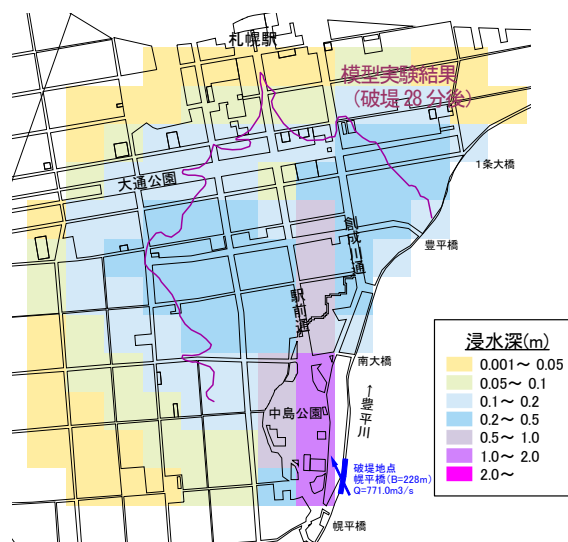 札幌駅
模型実験結果
(破堤28分後)
1条大橋
大通公園
豊平橋
創成川通
駅前通
南大橋
↑豊平川
中島公園
破堤地点
幌平橋(B=228m)
Q=771.0m3/s
幌平橋
浸水深(m)
0.001～ 0.05
0.05～ 0.1
0.1～ 0.2
0.2～ 0.5
0.5～ 1.0
1.0～ 2.0
2.0～